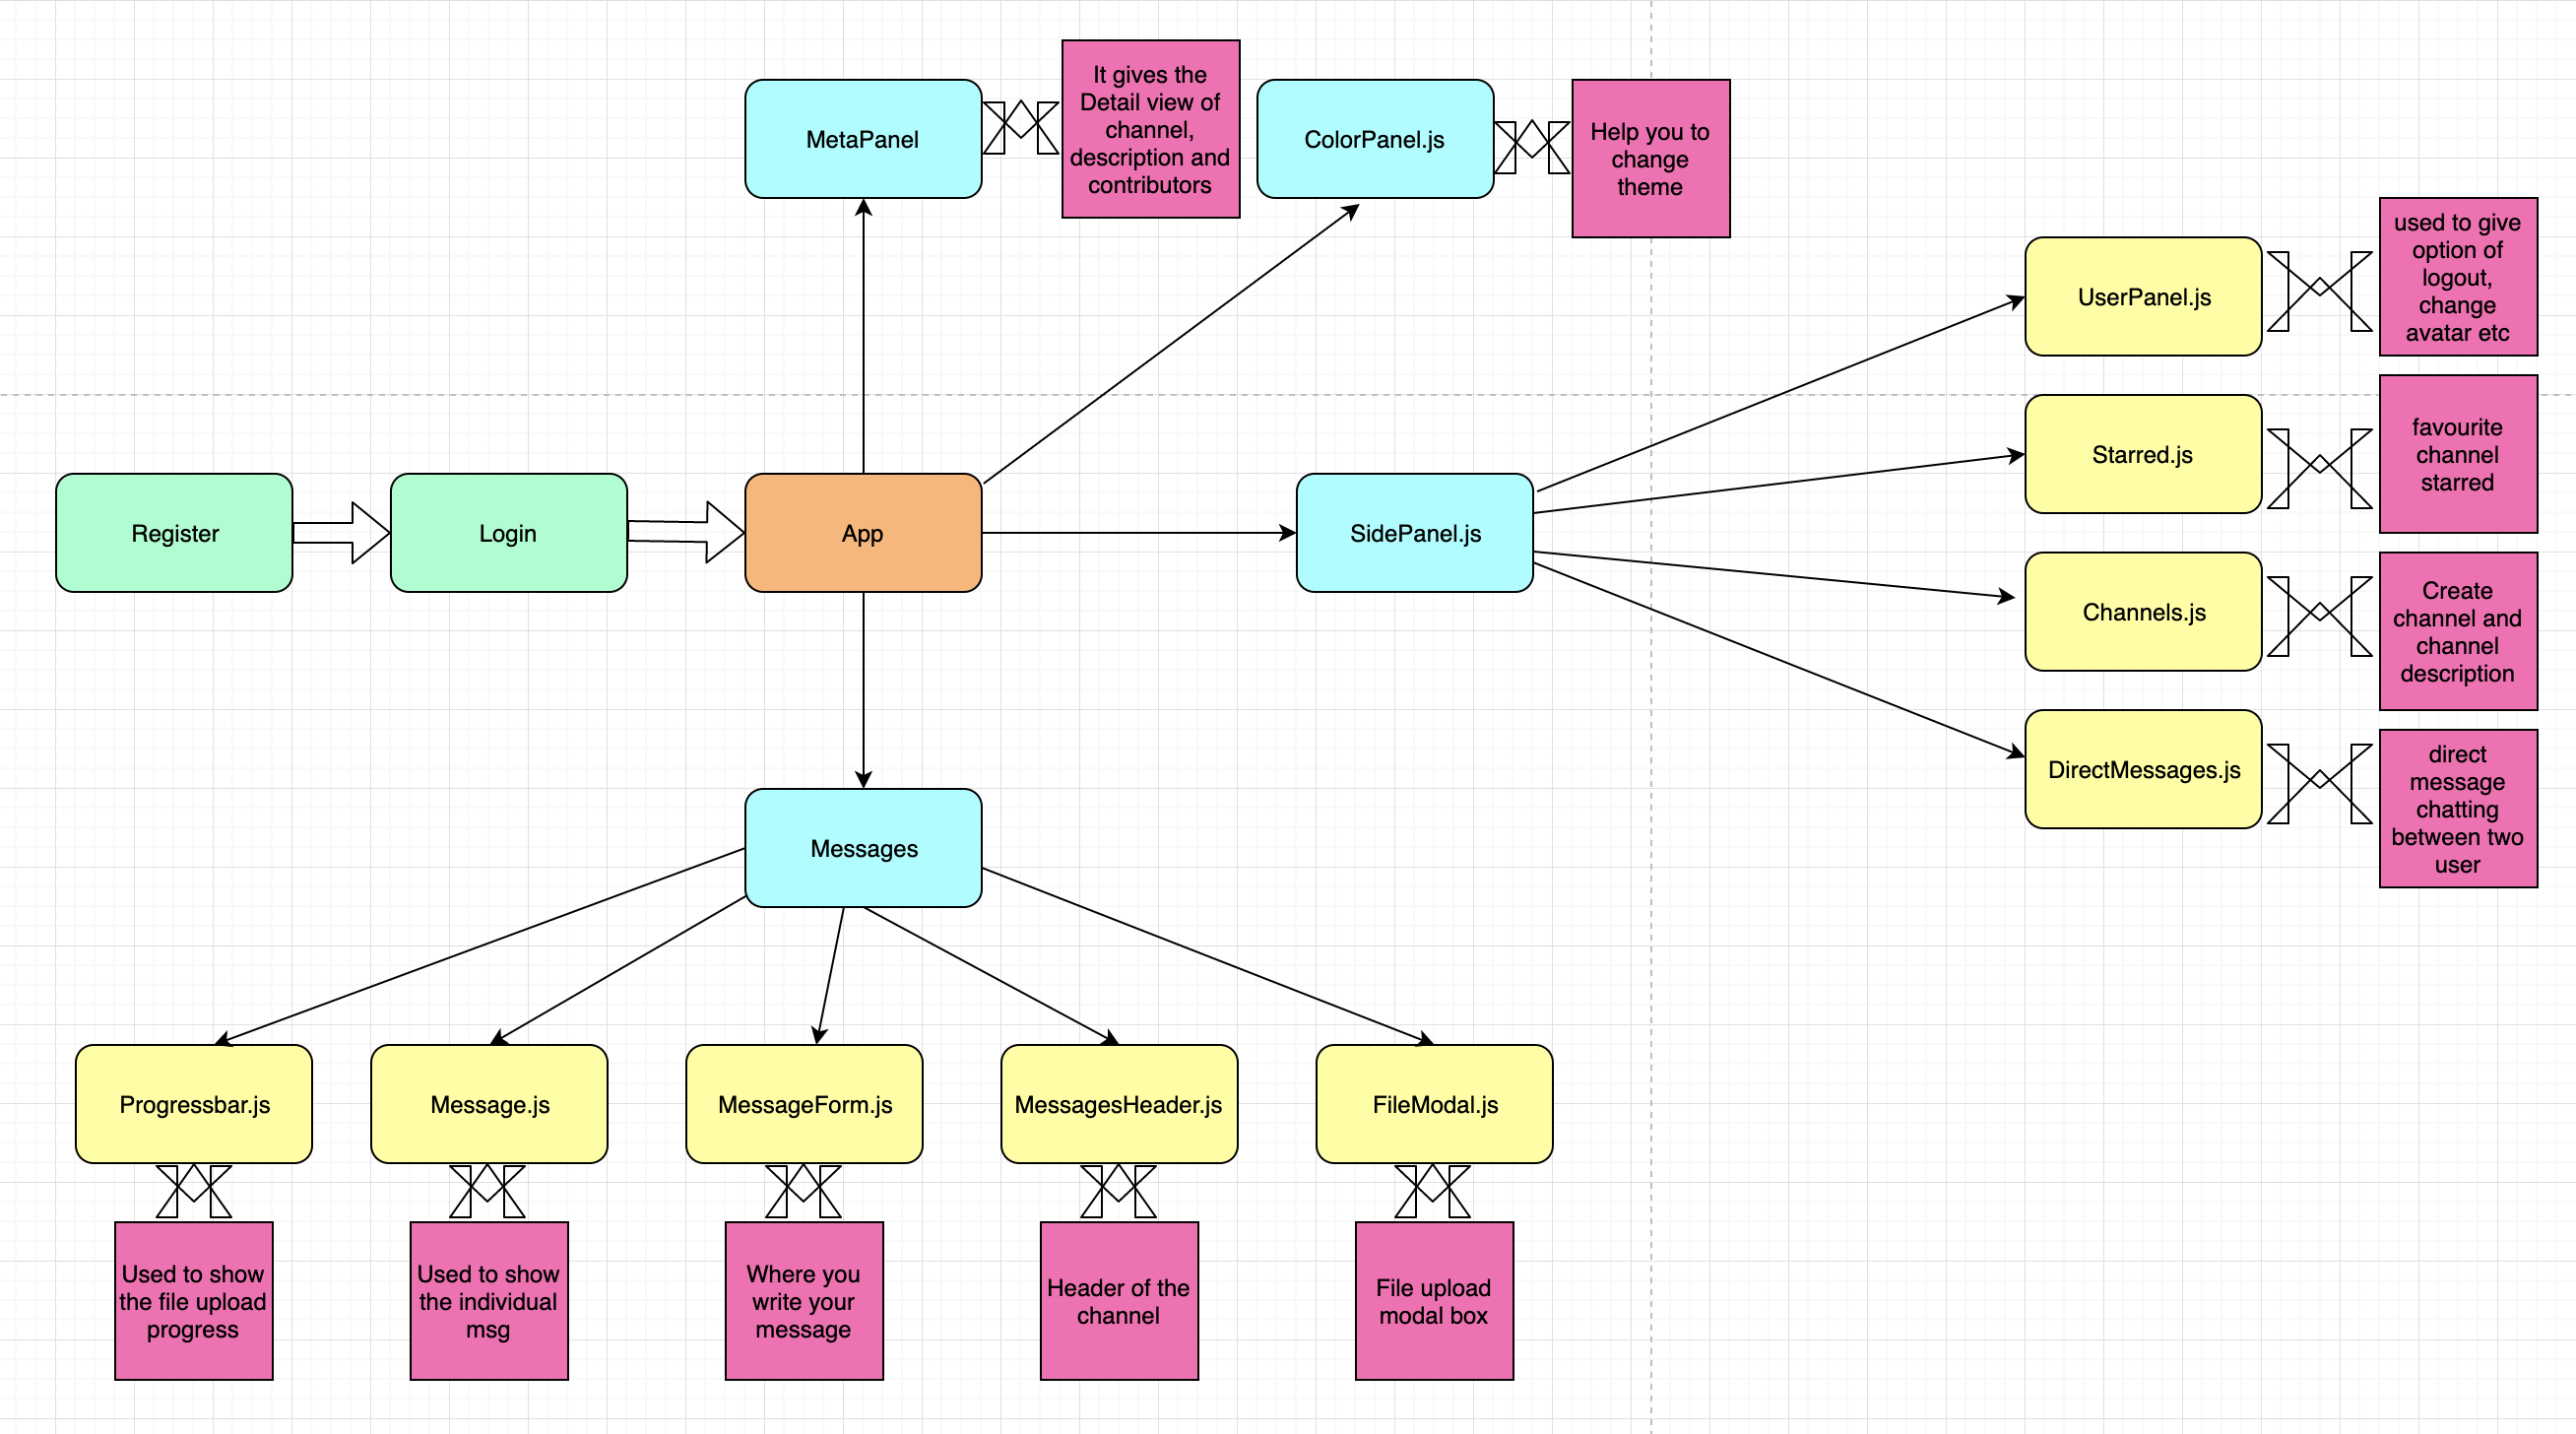 MetaPanel
It gives the
Detail view of
channel,
description and
contributors
ColorPanel.js
Help you to
change
theme
UserPanel.js
used to give
option of
logout,
change
avatar etc
Starred.js
favourite
channel
starred
Register
Login
App
SidePanel.js
Channels.js
Create
channel and
channel
description
DirectMessages.js
direct
message
chatting
between two
user
Messages
Progressbar.js
Message.js
MessageForm.js
MessagesHeader.js
FileModal.js
Used to show
the file upload
progress
Used to show
the individual
msg
Where you
write your
message
Header of the
channel
File upload
modal box